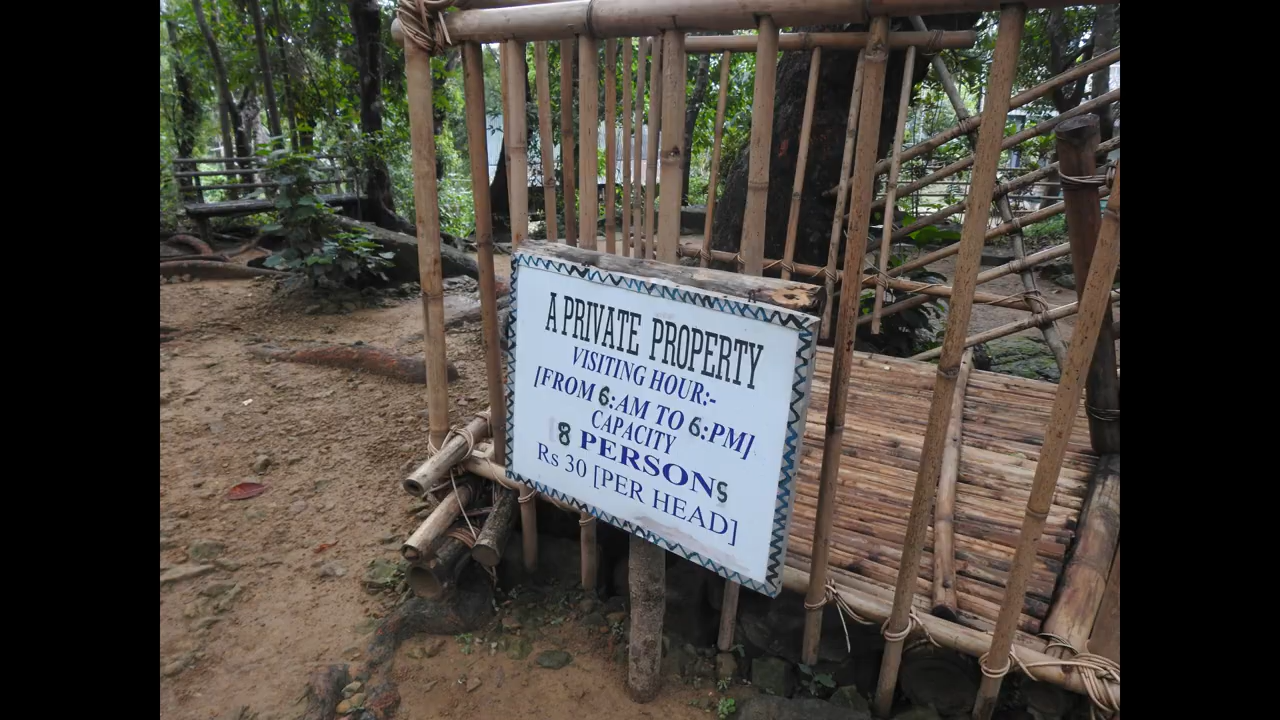 A PRIVATE PROPERTY
VISITING HOUR:-
[FROM 6:AM TO 6:PM]
CAPACITY
8 PERSONS
Rs 30 [PER HEAD]